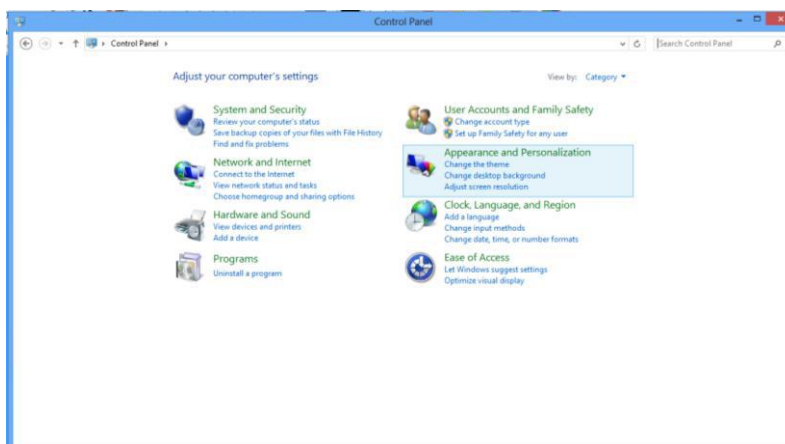 Control Panel
Control Panel
Search Control Panel
Adjust your computer's settings
View by: Category
System and Security
Review your computer's status
Save backup copies of your files with File History
Find and fix problems
Network and Internet
Connect to the Internet
View network status and tasks
Choose homegroup and sharing options
Hardware and Sound
View devices and printers
Add a device
Programs
Uninstall a program
User Accounts and Family Safety
Change account type
Set up Family Safety for any user
Appearance and Personalization
Change the theme
Change desktop background
Adjust screen resolution
Clock, Language, and Region
Add a language
Change input methods
Change date, time, or number formats
Ease of Access
Let Windows suggest settings
Optimize visual display